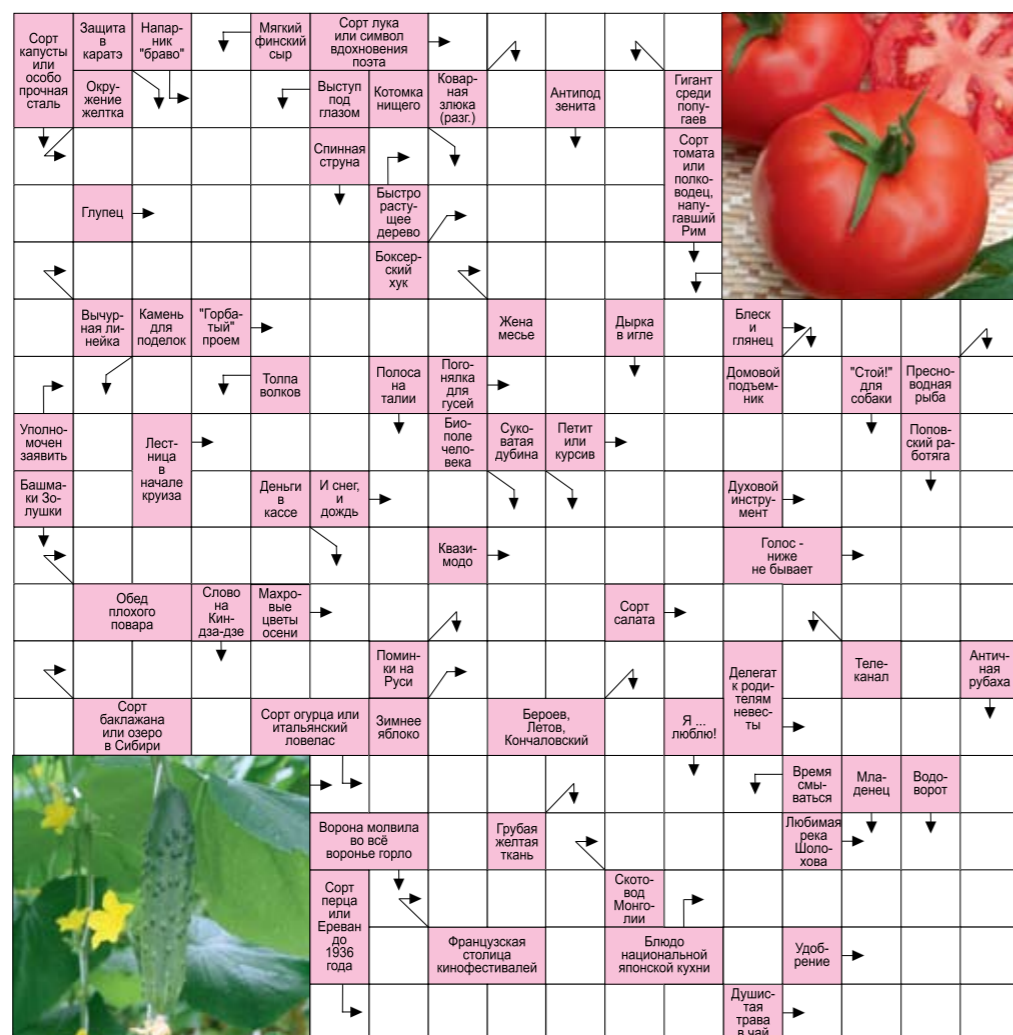 Сорт
капусты
или
особо
прочная
сталь
Защита
в
каратэ
Напар-
ник
"браво"
Мягкий
финский
сыр
Сорт лука
или символ
вдохновения
поэта
Окру-
жение
желтка
Выступ
под
глазом
Котомка
нищего
Ковар-
ная
злюка
(разг.)
Антипод
зенита
Гигант
среди
попу-
гаев
Спинная
струна
Сорт
томата
или
полко-
водец,
напу-
гавший
Рим
Глупец
Быстро
расту-
щее
дерево
Боксер-
ский
хук
Вычур-
ная ли-
нейка
Камень
для
поделок
"Горба-
тый"
проем
Жена
месье
Дырка
в игле
Блеск
и
глянец
Толпа
волков
Полоса
на
талии
Пого-
нялка
для
гусей
Домовой
подъем-
ник
"Стой!"
для
собаки
Пресно-
водная
рыба
Уполно-
мочен
заявить
Лест-
ница
в
начале
круиза
Био-
поле
чело-
века
Суко-
ватая
дубина
Петит
или
курсив
Попов-
ский ра-
ботяга
Башма-
ки Зо-
лушки
Деньги
в
кассе
И снег,
и
дождь
Духовой
инстру-
мент
Квази-
модо
Голос -
ниже
не бывает
Обед
плохого
повара
Слово
на
Кин-
дза-дзе
Махро-
вые
цветы
осени
Сорт
салата
Помин-
ки на
Руси
Делегат
к роди-
телям
невес-
ты
Теле-
канал
Антич-
ная
рубаха
Сорт
баклажана
или озеро
в Сибири
Сорт огурца или
итальянский
ловелас
Зимнее
яблоко
Бероев,
Летов,
Кончаловский
Я ...
люблю!
Время
смы-
ваться
Мла-
денец
Водо-
ворот
Ворона молвила
во всё
воронье горло
Грубая
желтая
ткань
Любимая
река
Шоло-
хова
Сорт
перца
или
Ереван
до
1936
года
Ското-
вод
Монго-
лии
Французская
столица
кинофестивалей
Блюдо
национальной
японской кухни
Удоб-
рение
Душис-
тая
трава
в чай